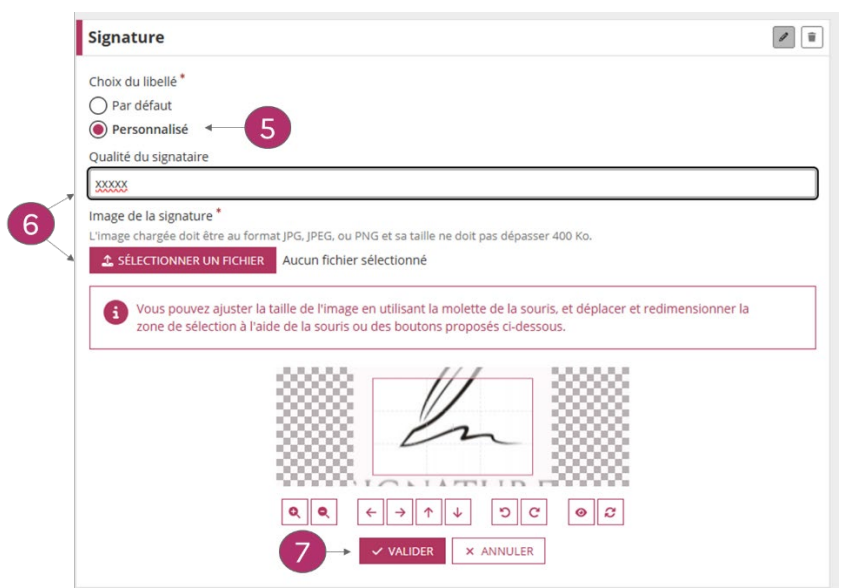 Signature
Choix du libellé *
Par défaut
Personnalisé
5
Qualité du signataire
xxxxx
6
Image de la signature *
L'image chargée doit être au format JPG, JPEG, ou PNG et sa taille ne doit pas dépasser 400 Ko.
SÉLECTIONNER UN FICHIER Aucun fichier sélectionné
Vous pouvez ajuster la taille de l'image en utilisant la molette de la souris, et déplacer et redimensionner la
zone de sélection à l'aide de la souris ou des boutons proposés ci-dessous.
SIGNATURE
7
VALIDER
ANNULER